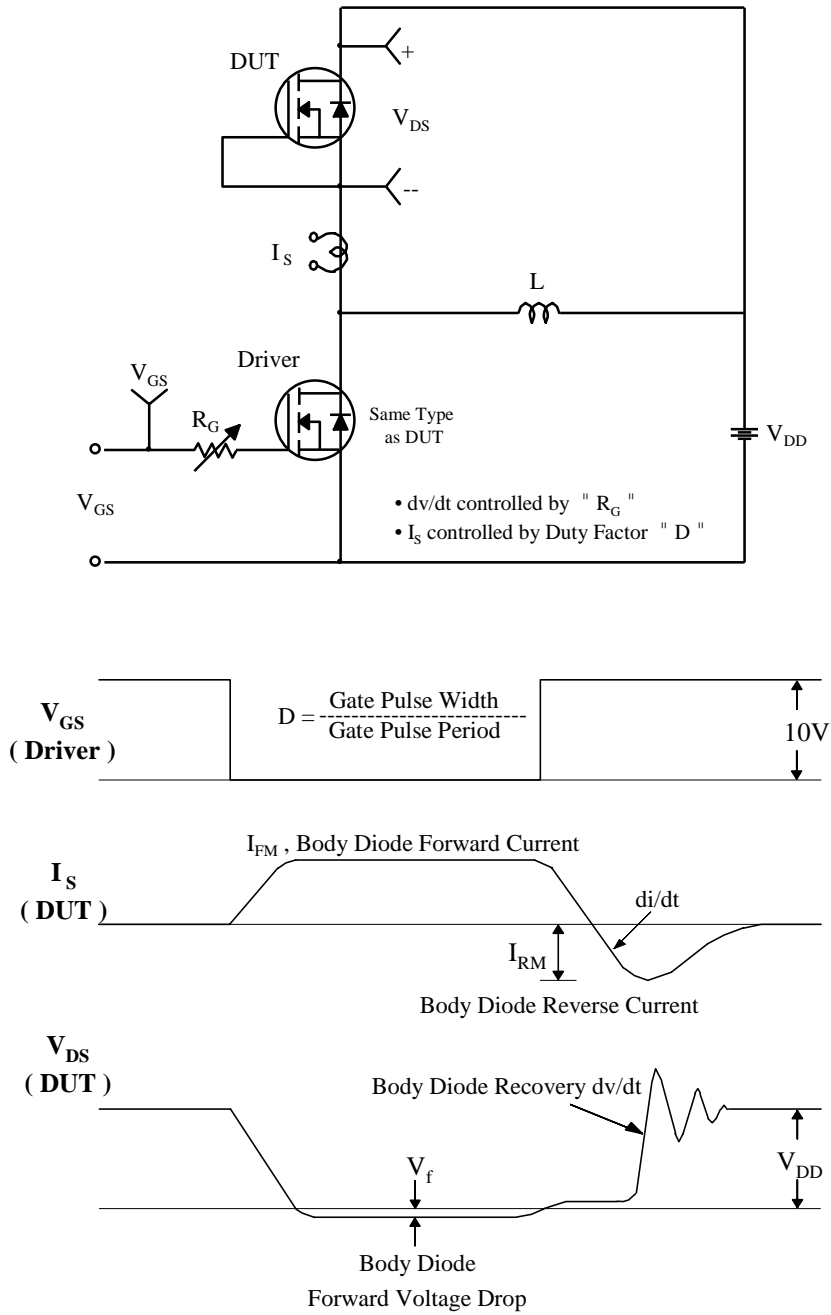 DUT
+
V_DS
--
I_S
L
Driver
V_GS
R_G
Same Type
as DUT
V_DD
V_GS
• dv/dt controlled by " R_G "
• I_S controlled by Duty Factor " D "
V_GS
( Driver )
D = Gate Pulse Width
Gate Pulse Period
10V
I_FM , Body Diode Forward Current
I_S
( DUT )
di/dt
I_RM
Body Diode Reverse Current
V_DS
( DUT )
Body Diode Recovery dv/dt
V_f
V_DD
Body Diode
Forward Voltage Drop